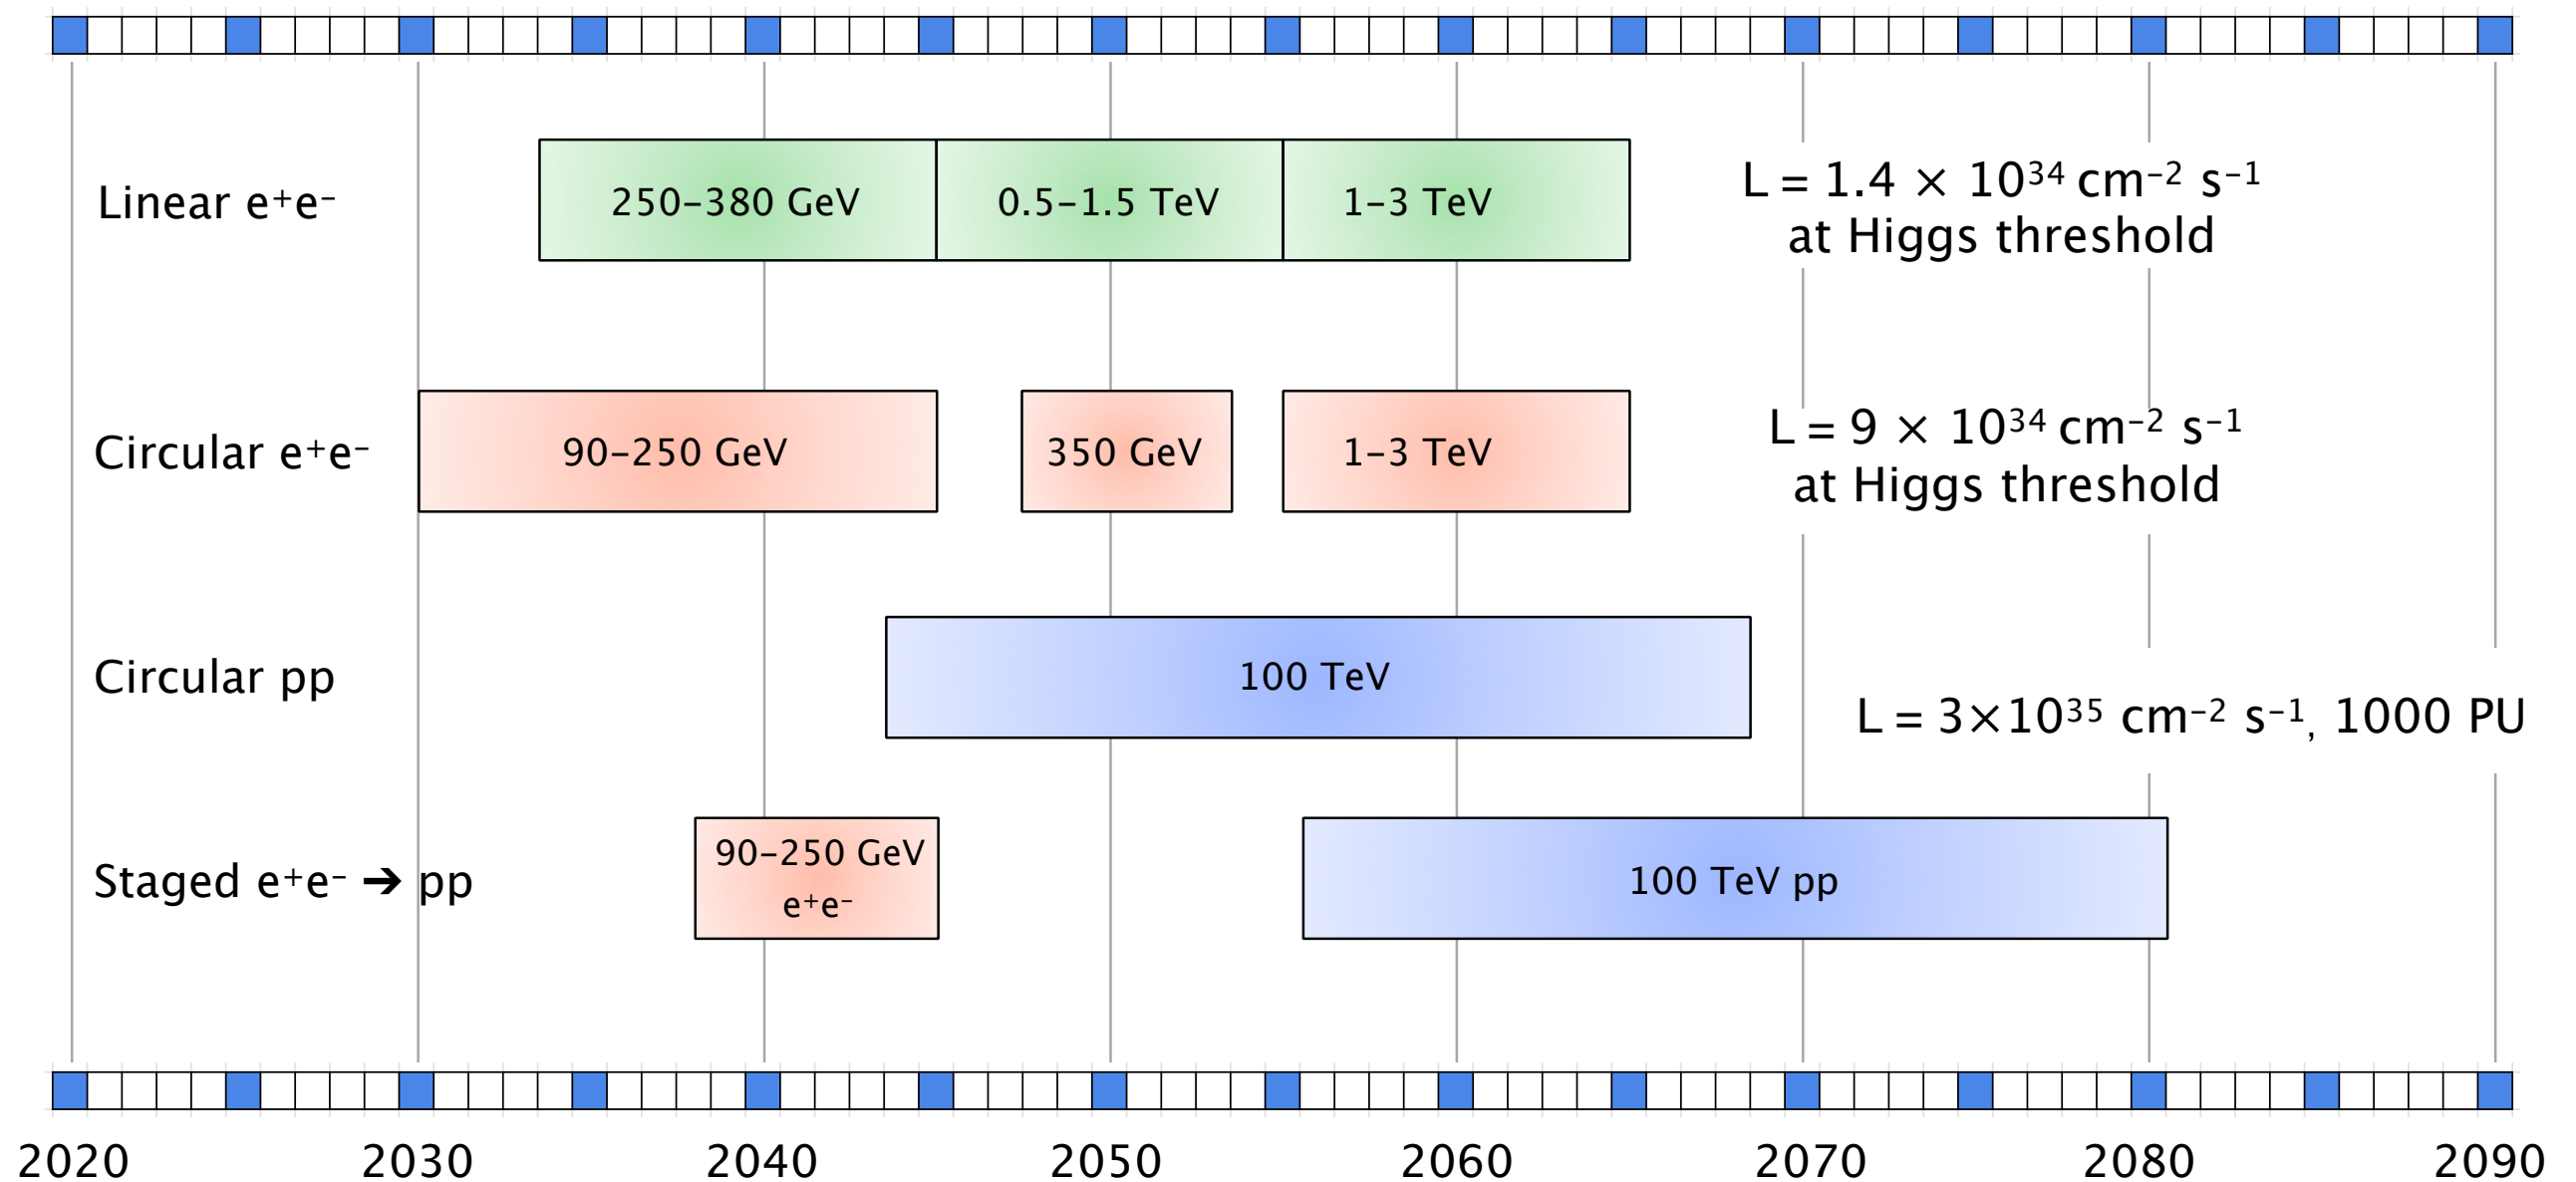 Linear e⁺e⁻
250–380 GeV
0.5–1.5 TeV
1–3 TeV
L = 1.4 × 10³⁴ cm⁻² s⁻¹
at Higgs threshold
Circular e⁺e⁻
90–250 GeV
350 GeV
1–3 TeV
L = 9 × 10³⁴ cm⁻² s⁻¹
at Higgs threshold
Circular pp
100 TeV
L = 3×10³⁵ cm⁻² s⁻¹, 1000 PU
Staged e⁺e⁻ ➔ pp
90–250 GeV
e⁺e⁻
100 TeV pp
2020 2030 2040 2050 2060 2070 2080 2090